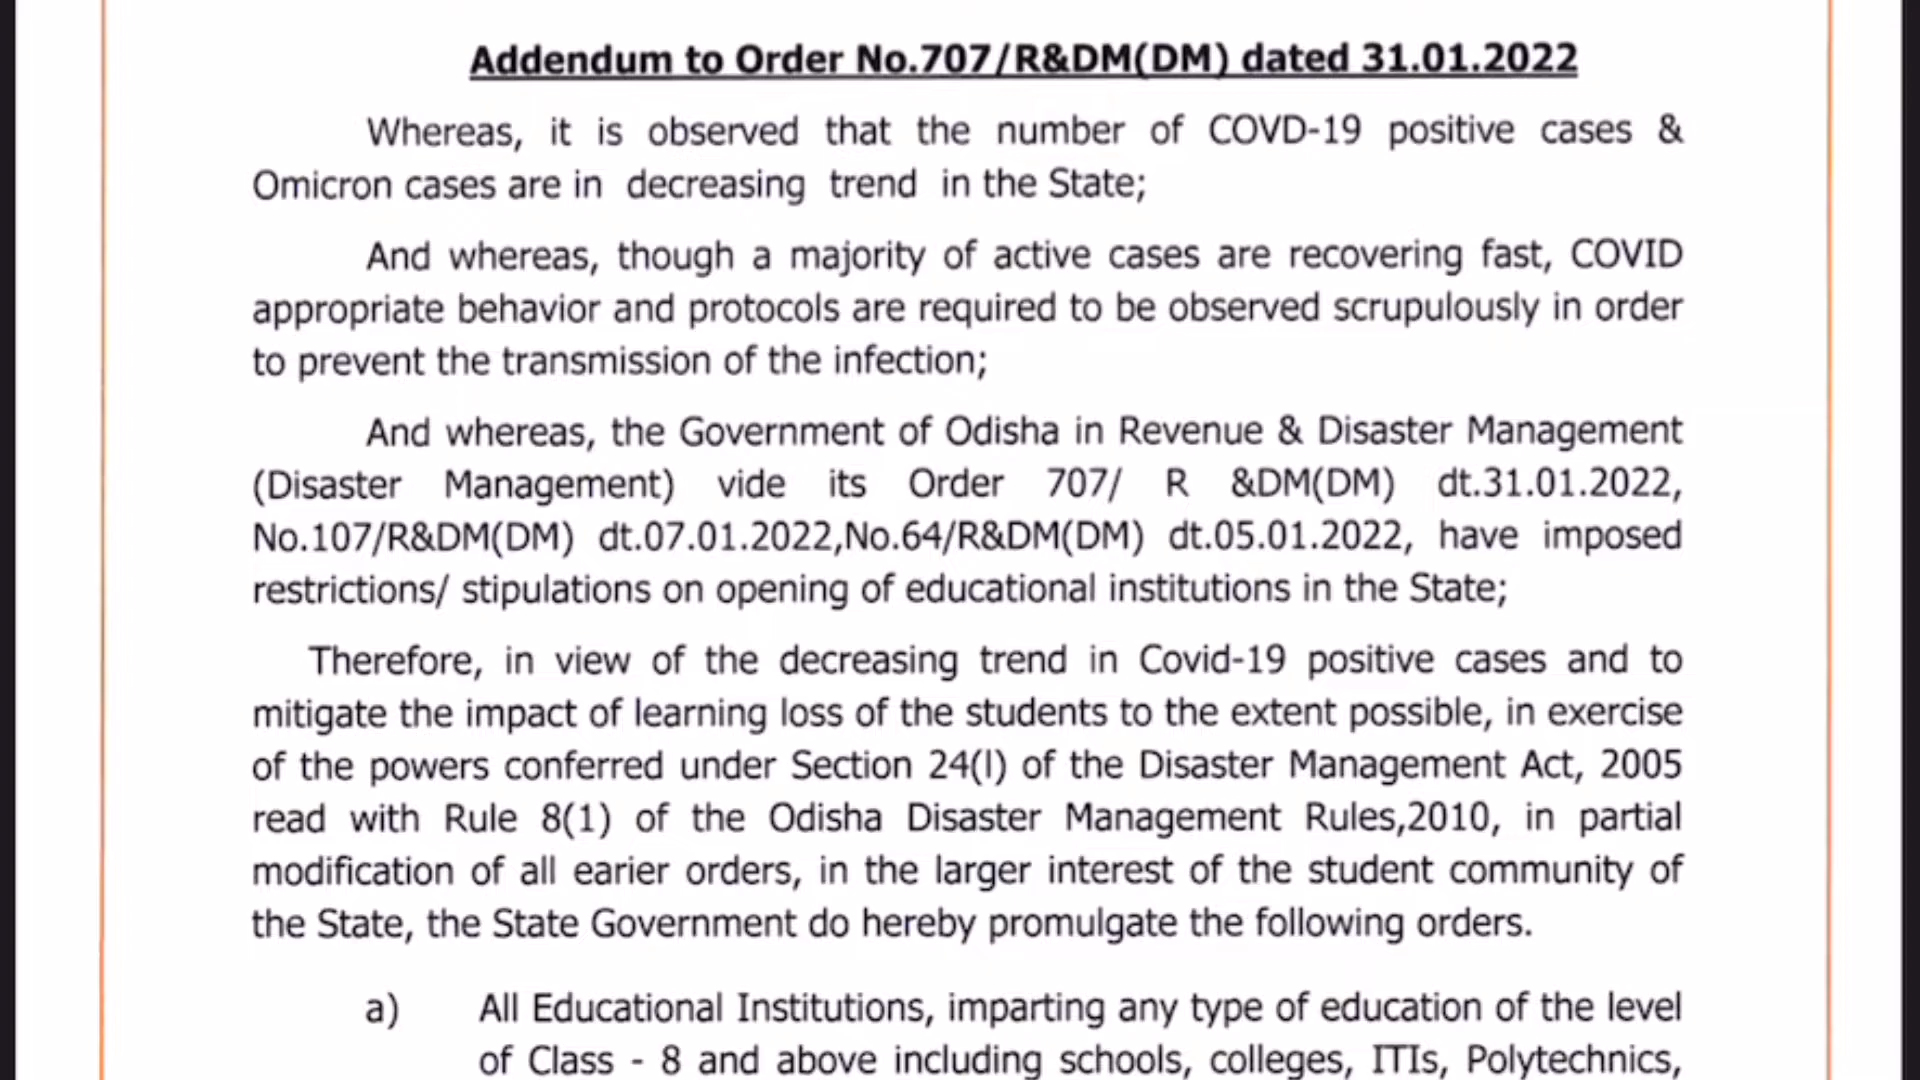 Addendum to Order No.707/R&DM(DM) dated 31.01.2022
Whereas, it is observed that the number of COVD-19 positive cases &
Omicron cases are in decreasing trend in the State;
And whereas, though a majority of active cases are recovering fast, COVID
appropriate behavior and protocols are required to be observed scrupulously in order
to prevent the transmission of the infection;
And whereas, the Government of Odisha in Revenue & Disaster Management
(Disaster Management) vide its Order 707/ R &DM(DM) dt.31.01.2022,
No.107/R&DM(DM) dt.07.01.2022,No.64/R&DM(DM) dt.05.01.2022, have imposed
restrictions/ stipulations on opening of educational institutions in the State;
Therefore, in view of the decreasing trend in Covid-19 positive cases and to
mitigate the impact of learning loss of the students to the extent possible, in exercise
of the powers conferred under Section 24(l) of the Disaster Management Act, 2005
read with Rule 8(1) of the Odisha Disaster Management Rules,2010, in partial
modification of all earier orders, in the larger interest of the student community of
the State, the State Government do hereby promulgate the following orders.
a) All Educational Institutions, imparting any type of education of the level
of Class - 8 and above including schools, colleges, ITIs, Polytechnics,